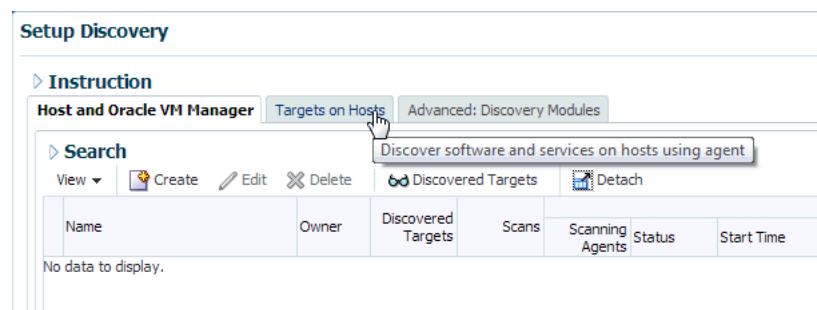 Setup Discovery
Instruction
Host and Oracle VM Manager Targets on Hosts Advanced: Discovery Modules
Discover software and services on hosts using agent
Search
View Create Edit Delete Discovered Targets Detach
Name Owner Discovered Targets Scans Scanning Agents Status Start Time
No data to display.